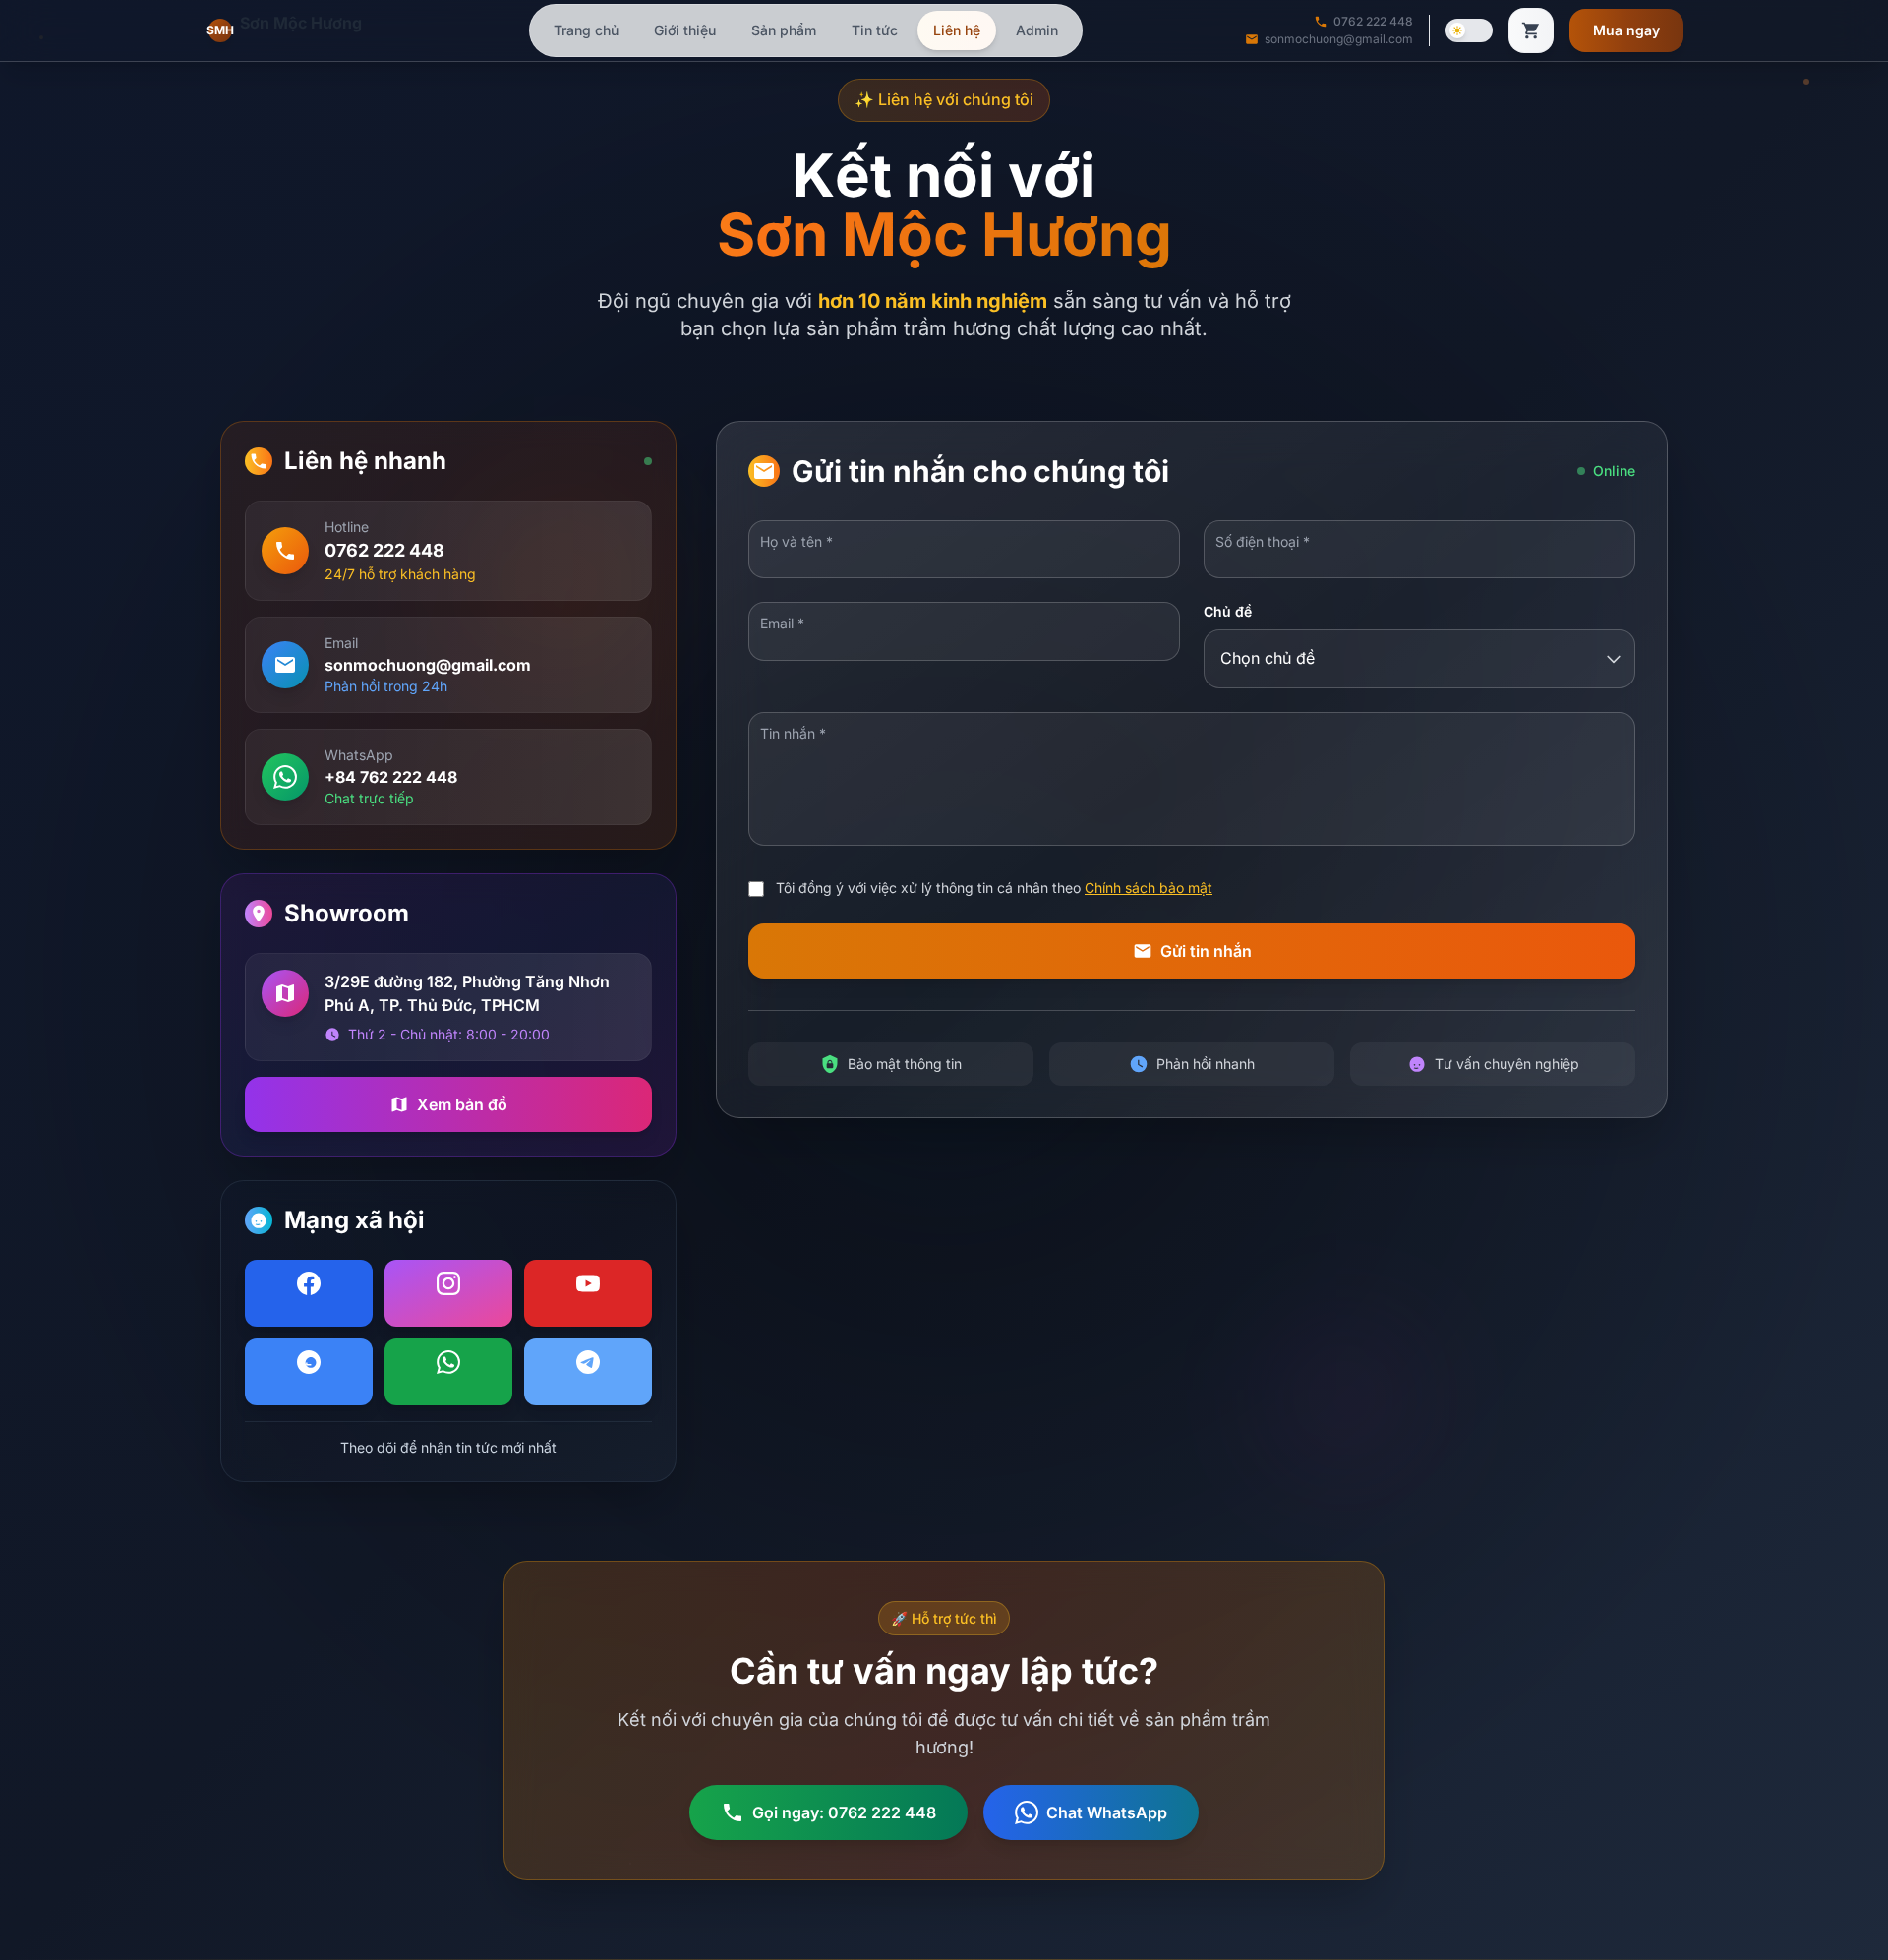 SMH Sơn Mộc Hương
Trang chủ Giới thiệu Sản phẩm Tin tức Liên hệ Admin
0762 222 448
sonmochuong@gmail.com
Mua ngay
✨ Liên hệ với chúng tôi
Kết nối với
Sơn Mộc Hương
Đội ngũ chuyên gia với hơn 10 năm kinh nghiệm sẵn sàng tư vấn và hỗ trợ
bạn chọn lựa sản phẩm trầm hương chất lượng cao nhất.
Liên hệ nhanh
Hotline
0762 222 448
24/7 hỗ trợ khách hàng
Email
sonmochuong@gmail.com
Phản hồi trong 24h
WhatsApp
+84 762 222 448
Chat trực tiếp
Showroom
3/29E đường 182, Phường Tăng Nhơn
Phú A, TP. Thủ Đức, TPHCM
Thứ 2 - Chủ nhật: 8:00 - 20:00
Xem bản đồ
Mạng xã hội
Theo dõi để nhận tin tức mới nhất
Gửi tin nhắn cho chúng tôi
Online
Họ và tên *
Số điện thoại *
Email *
Chủ đề
Chọn chủ đề
Tin nhắn *
Tôi đồng ý với việc xử lý thông tin cá nhân theo Chính sách bảo mật
Gửi tin nhắn
Bảo mật thông tin
Phản hồi nhanh
Tư vấn chuyên nghiệp
🚀 Hỗ trợ tức thì
Cần tư vấn ngay lập tức?
Kết nối với chuyên gia của chúng tôi để được tư vấn chi tiết về sản phẩm trầm
hương!
Gọi ngay: 0762 222 448
Chat WhatsApp